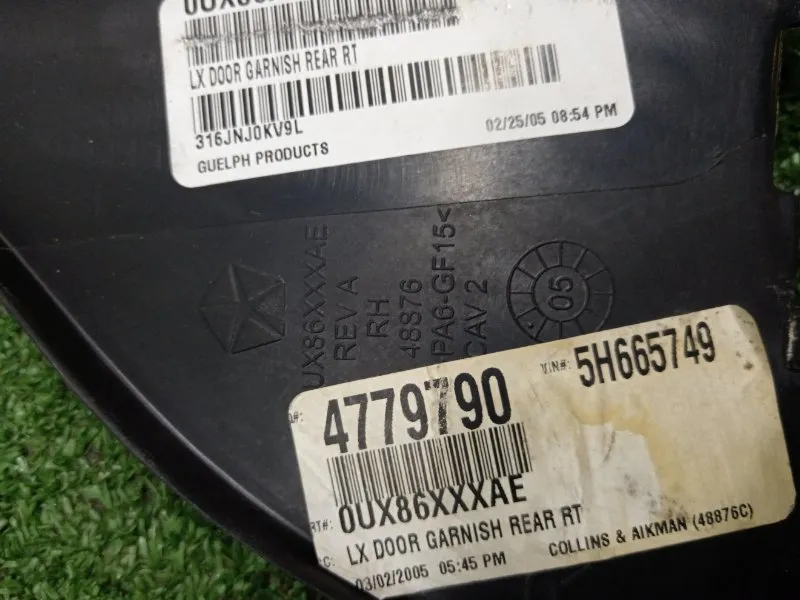 LX DOOR GARNISH REAR RT
316JNJ0KV9L
02/25/05 08:54 PM
GUELPH PRODUCTS
UX86XXXAE
REV A
RH
48876
PA6-GF15<
CAV 2
05
4779790
VIN#: 5H665749
0UX86XXXAE
LX DOOR GARNISH REAR RT
COLLINS & AIKMAN (48876C)
03/02/2005 05:45 PM